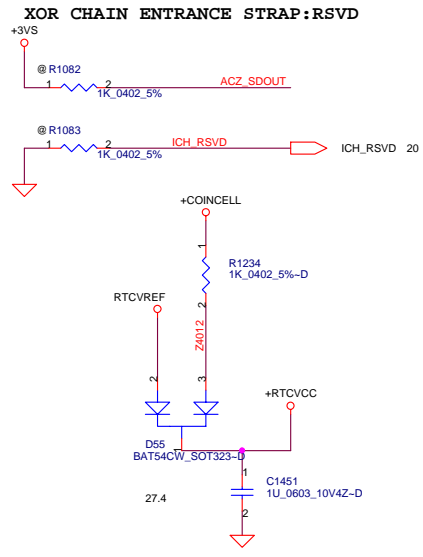 XOR CHAIN ENTRANCE STRAP:RSVD
+3VS
@ R1082
1 2 ACZ_SDOUT
1K_0402_5%
@ R1083
1 2 ICH_RSVD ICH_RSVD 20
1K_0402_5%
+COINCELL
1
R1234
1K_0402_5%~D
2
RTCVREF
Z4012
+RTCVCC
2 3
D55
1
BAT54CW_SOT323~D
1
C1451
1U_0603_10V4Z~D
27.4
2